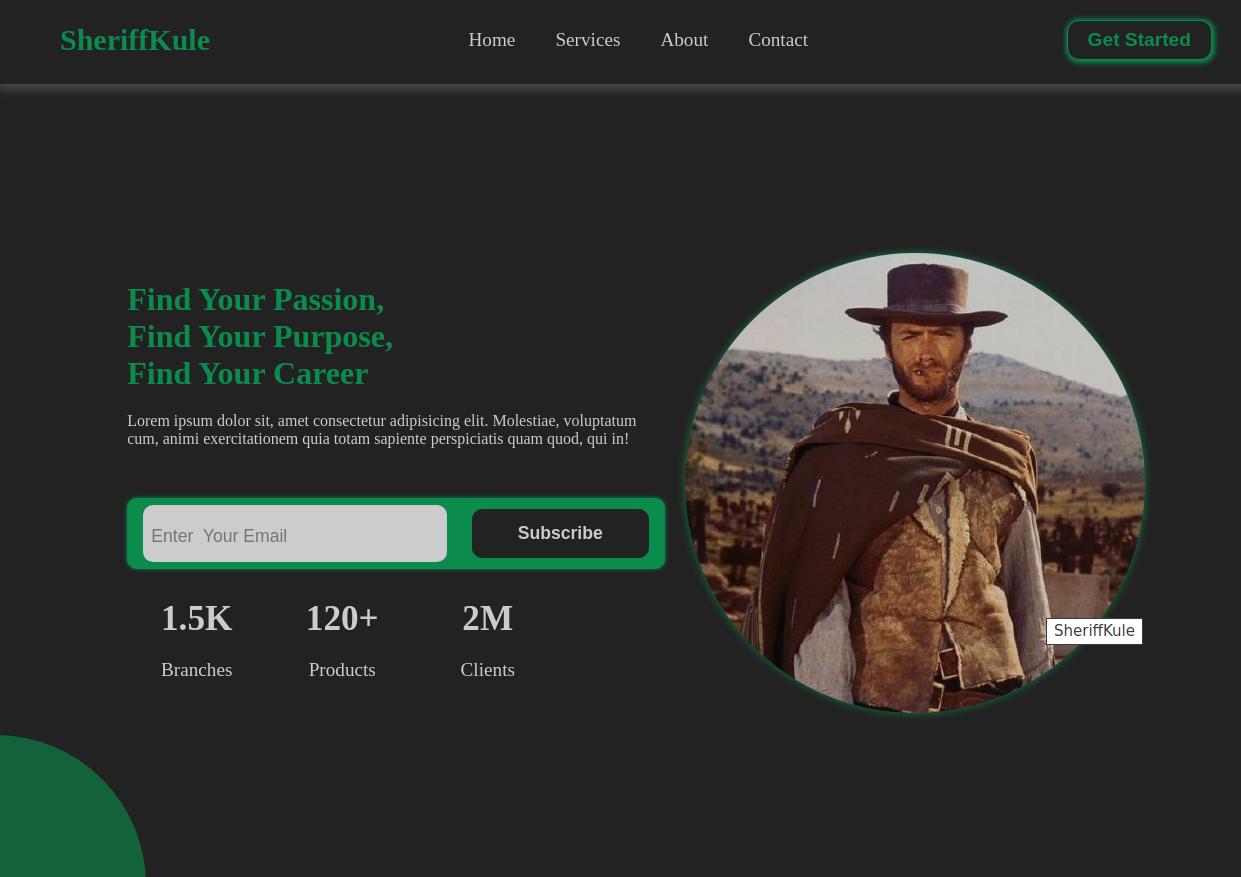 SheriffKule
Home
Services
About
Contact
Get Started
Find Your Passion,
Find Your Purpose,
Find Your Career
Lorem ipsum dolor sit, amet consectetur adipisicing elit. Molestiae, voluptatum
cum, animi exercitationem quia totam sapiente perspiciatis quam quod, qui in!
Enter  Your Email
Subscribe
1.5K
120+
2M
Branches
Products
Clients
SheriffKule